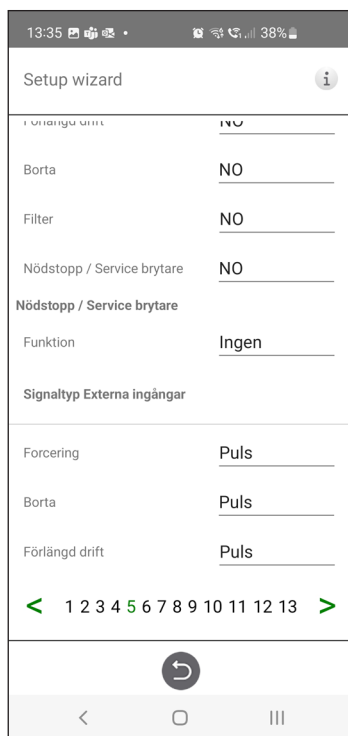 13:35 38%
Setup wizard i
Förlängd drift NO
Borta NO
Filter NO
Nödstopp / Service brytare NO
Nödstopp / Service brytare
Funktion Ingen
Signaltyp Externa ingångar
Forcering Puls
Borta Puls
Förlängd drift Puls
< 1 2 3 4 5 6 7 8 9 10 11 12 13 >